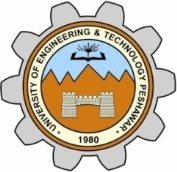 · UNIVERSITY OF ENGINEERING & TECHNOLOGY PESHAWAR ·
1980